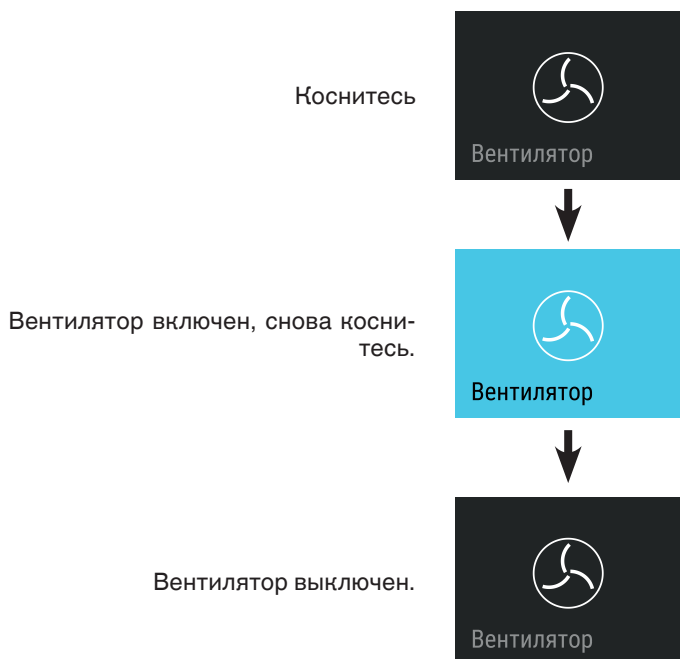 Коснитесь
Вентилятор
Вентилятор включен, снова косни-
тесь.
Вентилятор
Вентилятор выключен.
Вентилятор